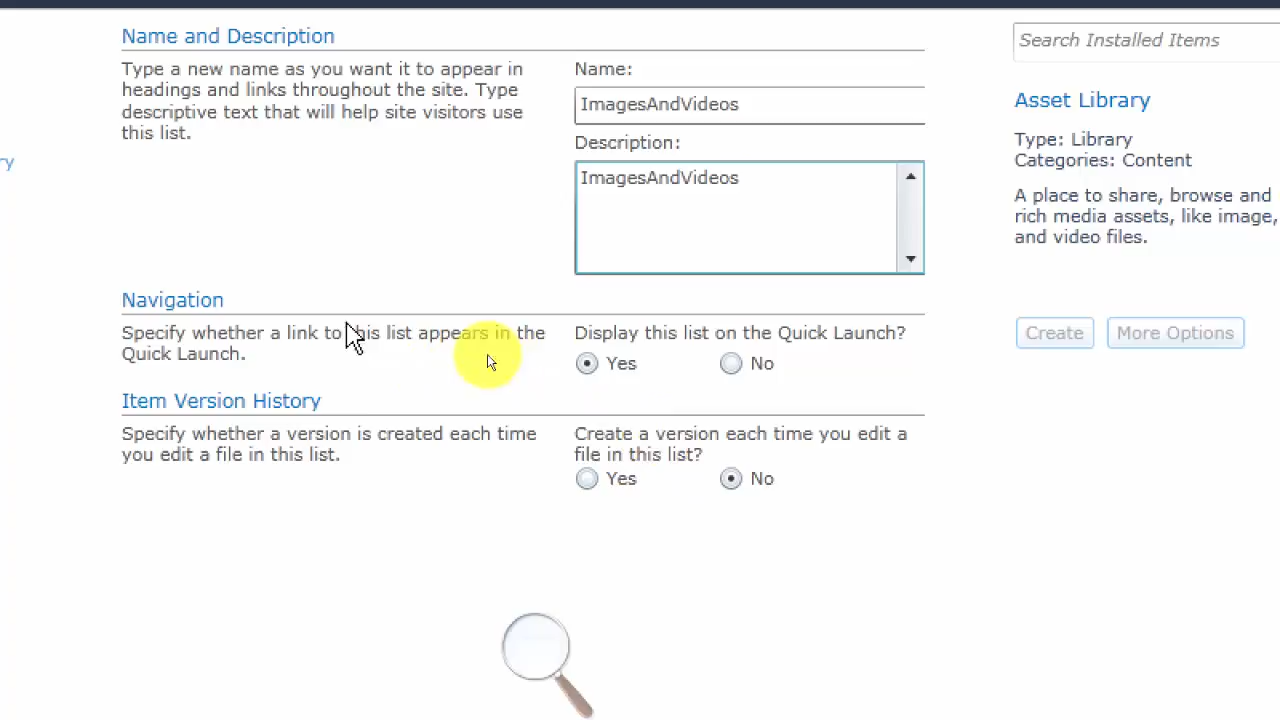 Name and Description
Type a new name as you want it to appear in
headings and links throughout the site. Type
descriptive text that will help site visitors use
this list.
Name:
ImagesAndVideos
Description:
ImagesAndVideos
Navigation
Specify whether a link to this list appears in the
Quick Launch.
Display this list on the Quick Launch?
Yes No
Item Version History
Specify whether a version is created each time
you edit a file in this list.
Create a version each time you edit a
file in this list?
Yes No
Search Installed Items
Asset Library
Type: Library
Categories: Content
A place to share, browse and
rich media assets, like image,
and video files.
Create More Options